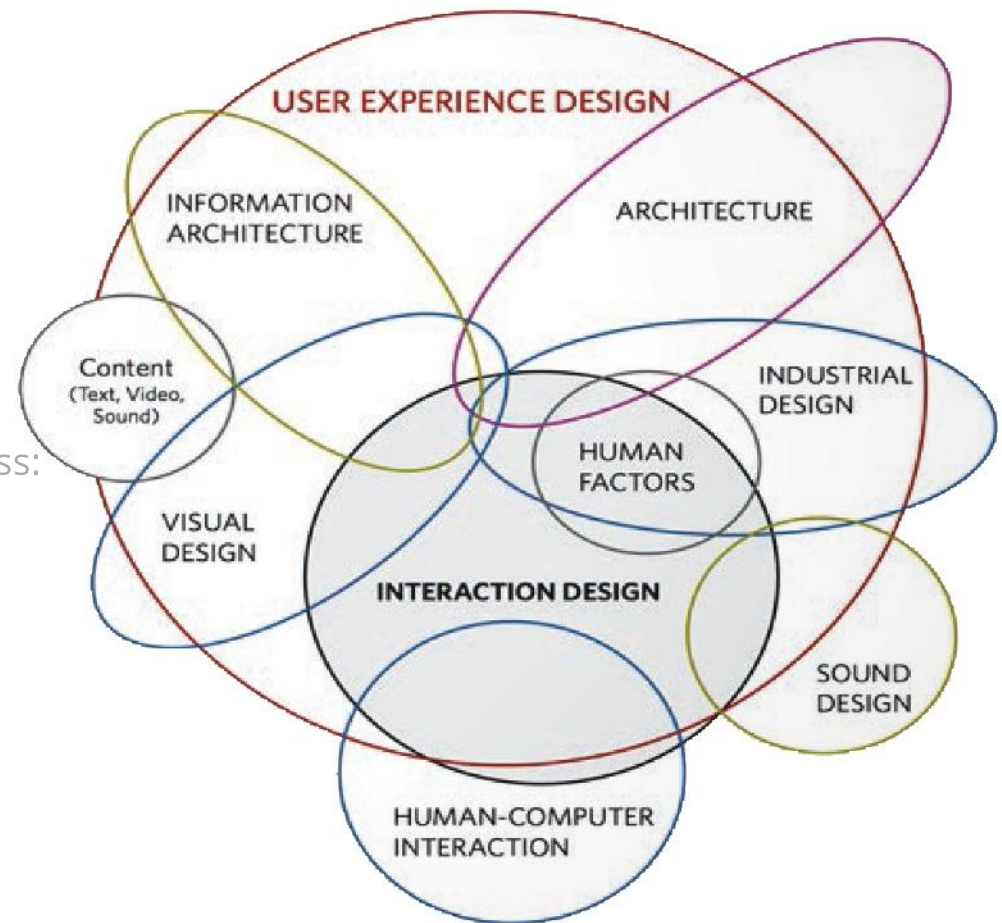 USER EXPERIENCE DESIGN
INFORMATION
ARCHITECTURE
ARCHITECTURE
Content
(Text, Video,
Sound)
INDUSTRIAL
DESIGN
HUMAN
FACTORS
ss:
VISUAL
DESIGN
INTERACTION DESIGN
SOUND
DESIGN
HUMAN-COMPUTER
INTERACTION